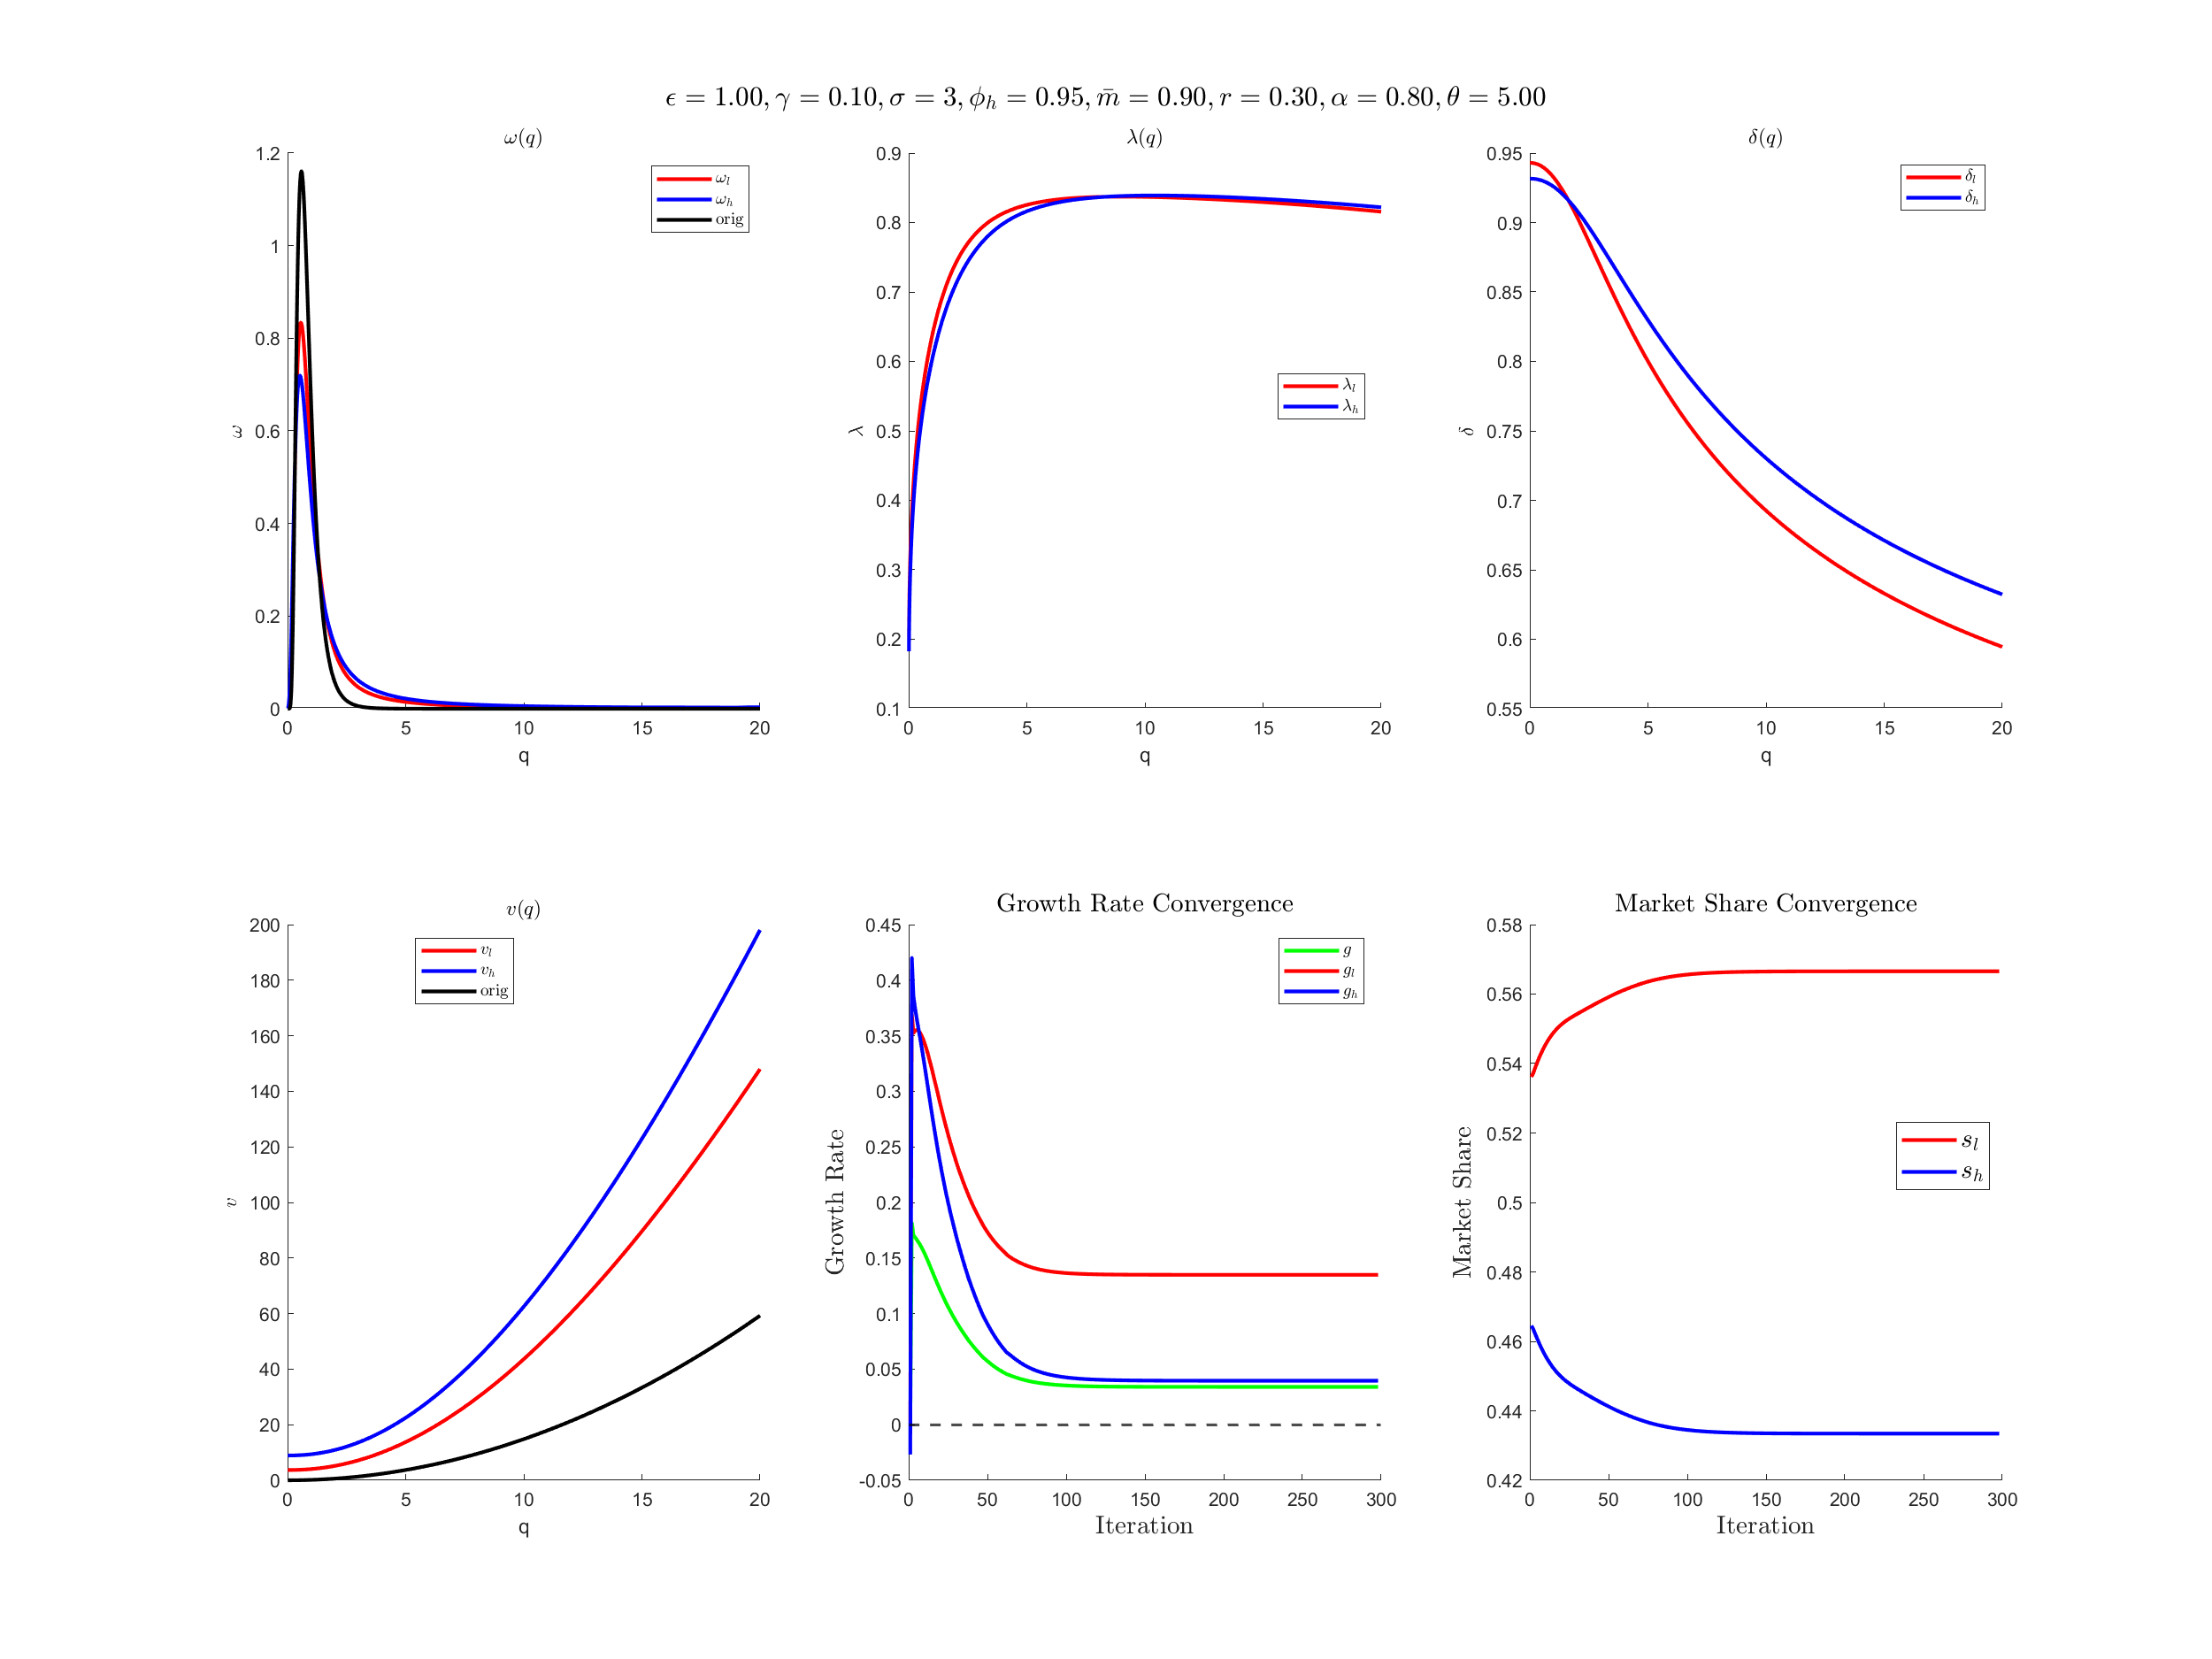 ϵ = 1.00, γ = 0.10, σ = 3, ϕ_h = 0.95, m̄ = 0.90, r = 0.30, α = 0.80, θ = 5.00
ω(q)
1.2
1
0.8
0.6
0.4
0.2
0
0 5 10 15 20
q
ω
ω_l
ω_h
orig
λ(q)
0.9
0.8
0.7
0.6
0.5
0.4
0.3
0.2
0.1
0 5 10 15 20
q
λ
λ_l
λ_h
δ(q)
0.95
0.9
0.85
0.8
0.75
0.7
0.65
0.6
0.55
0 5 10 15 20
q
δ
δ_l
δ_h
v(q)
200
180
160
140
120
100
80
60
40
20
0
0 5 10 15 20
q
v
v_l
v_h
orig
Growth Rate Convergence
0.45
0.4
0.35
0.3
0.25
0.2
0.15
0.1
0.05
0
-0.05
0 50 100 150 200 250 300
Iteration
Growth Rate
g
g_l
g_h
Market Share Convergence
0.58
0.56
0.54
0.52
0.5
0.48
0.46
0.44
0.42
0 50 100 150 200 250 300
Iteration
Market Share
s_l
s_h